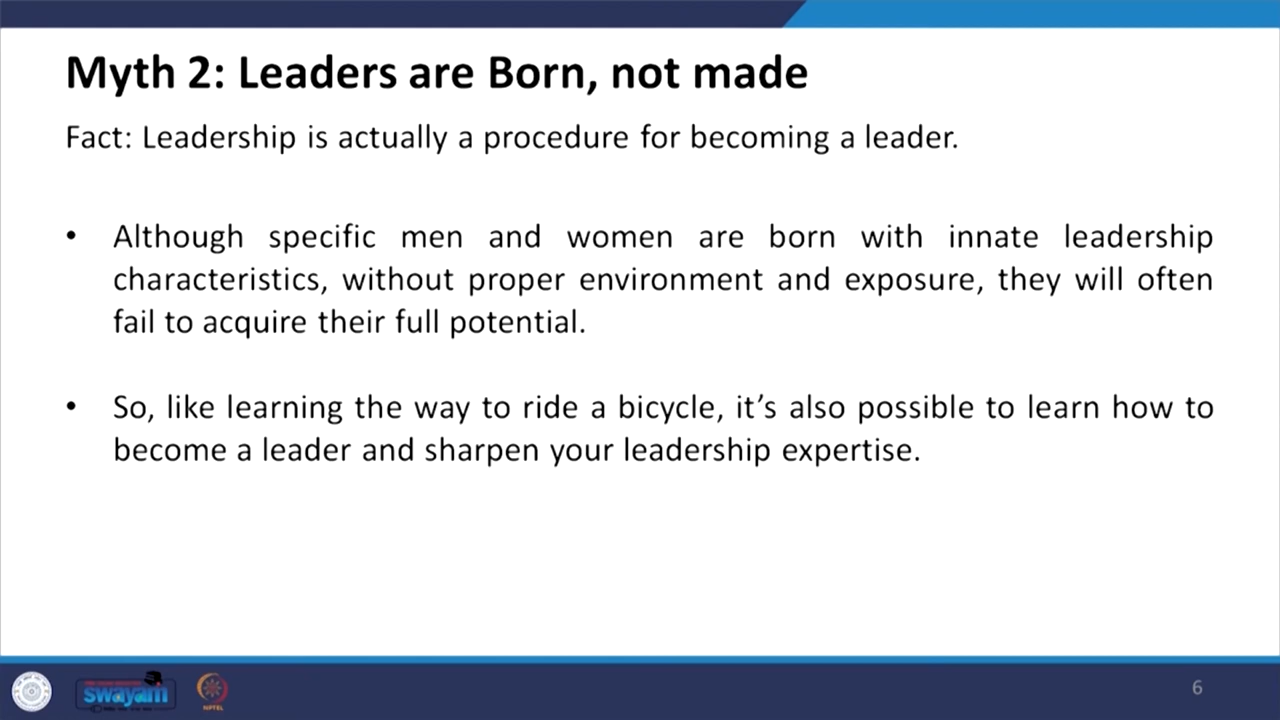 Myth 2: Leaders are Born, not made
Fact: Leadership is actually a procedure for becoming a leader.
• Although specific men and women are born with innate leadership
characteristics, without proper environment and exposure, they will often
fail to acquire their full potential.
• So, like learning the way to ride a bicycle, it’s also possible to learn how to
become a leader and sharpen your leadership expertise.
swayam
NPTEL
6